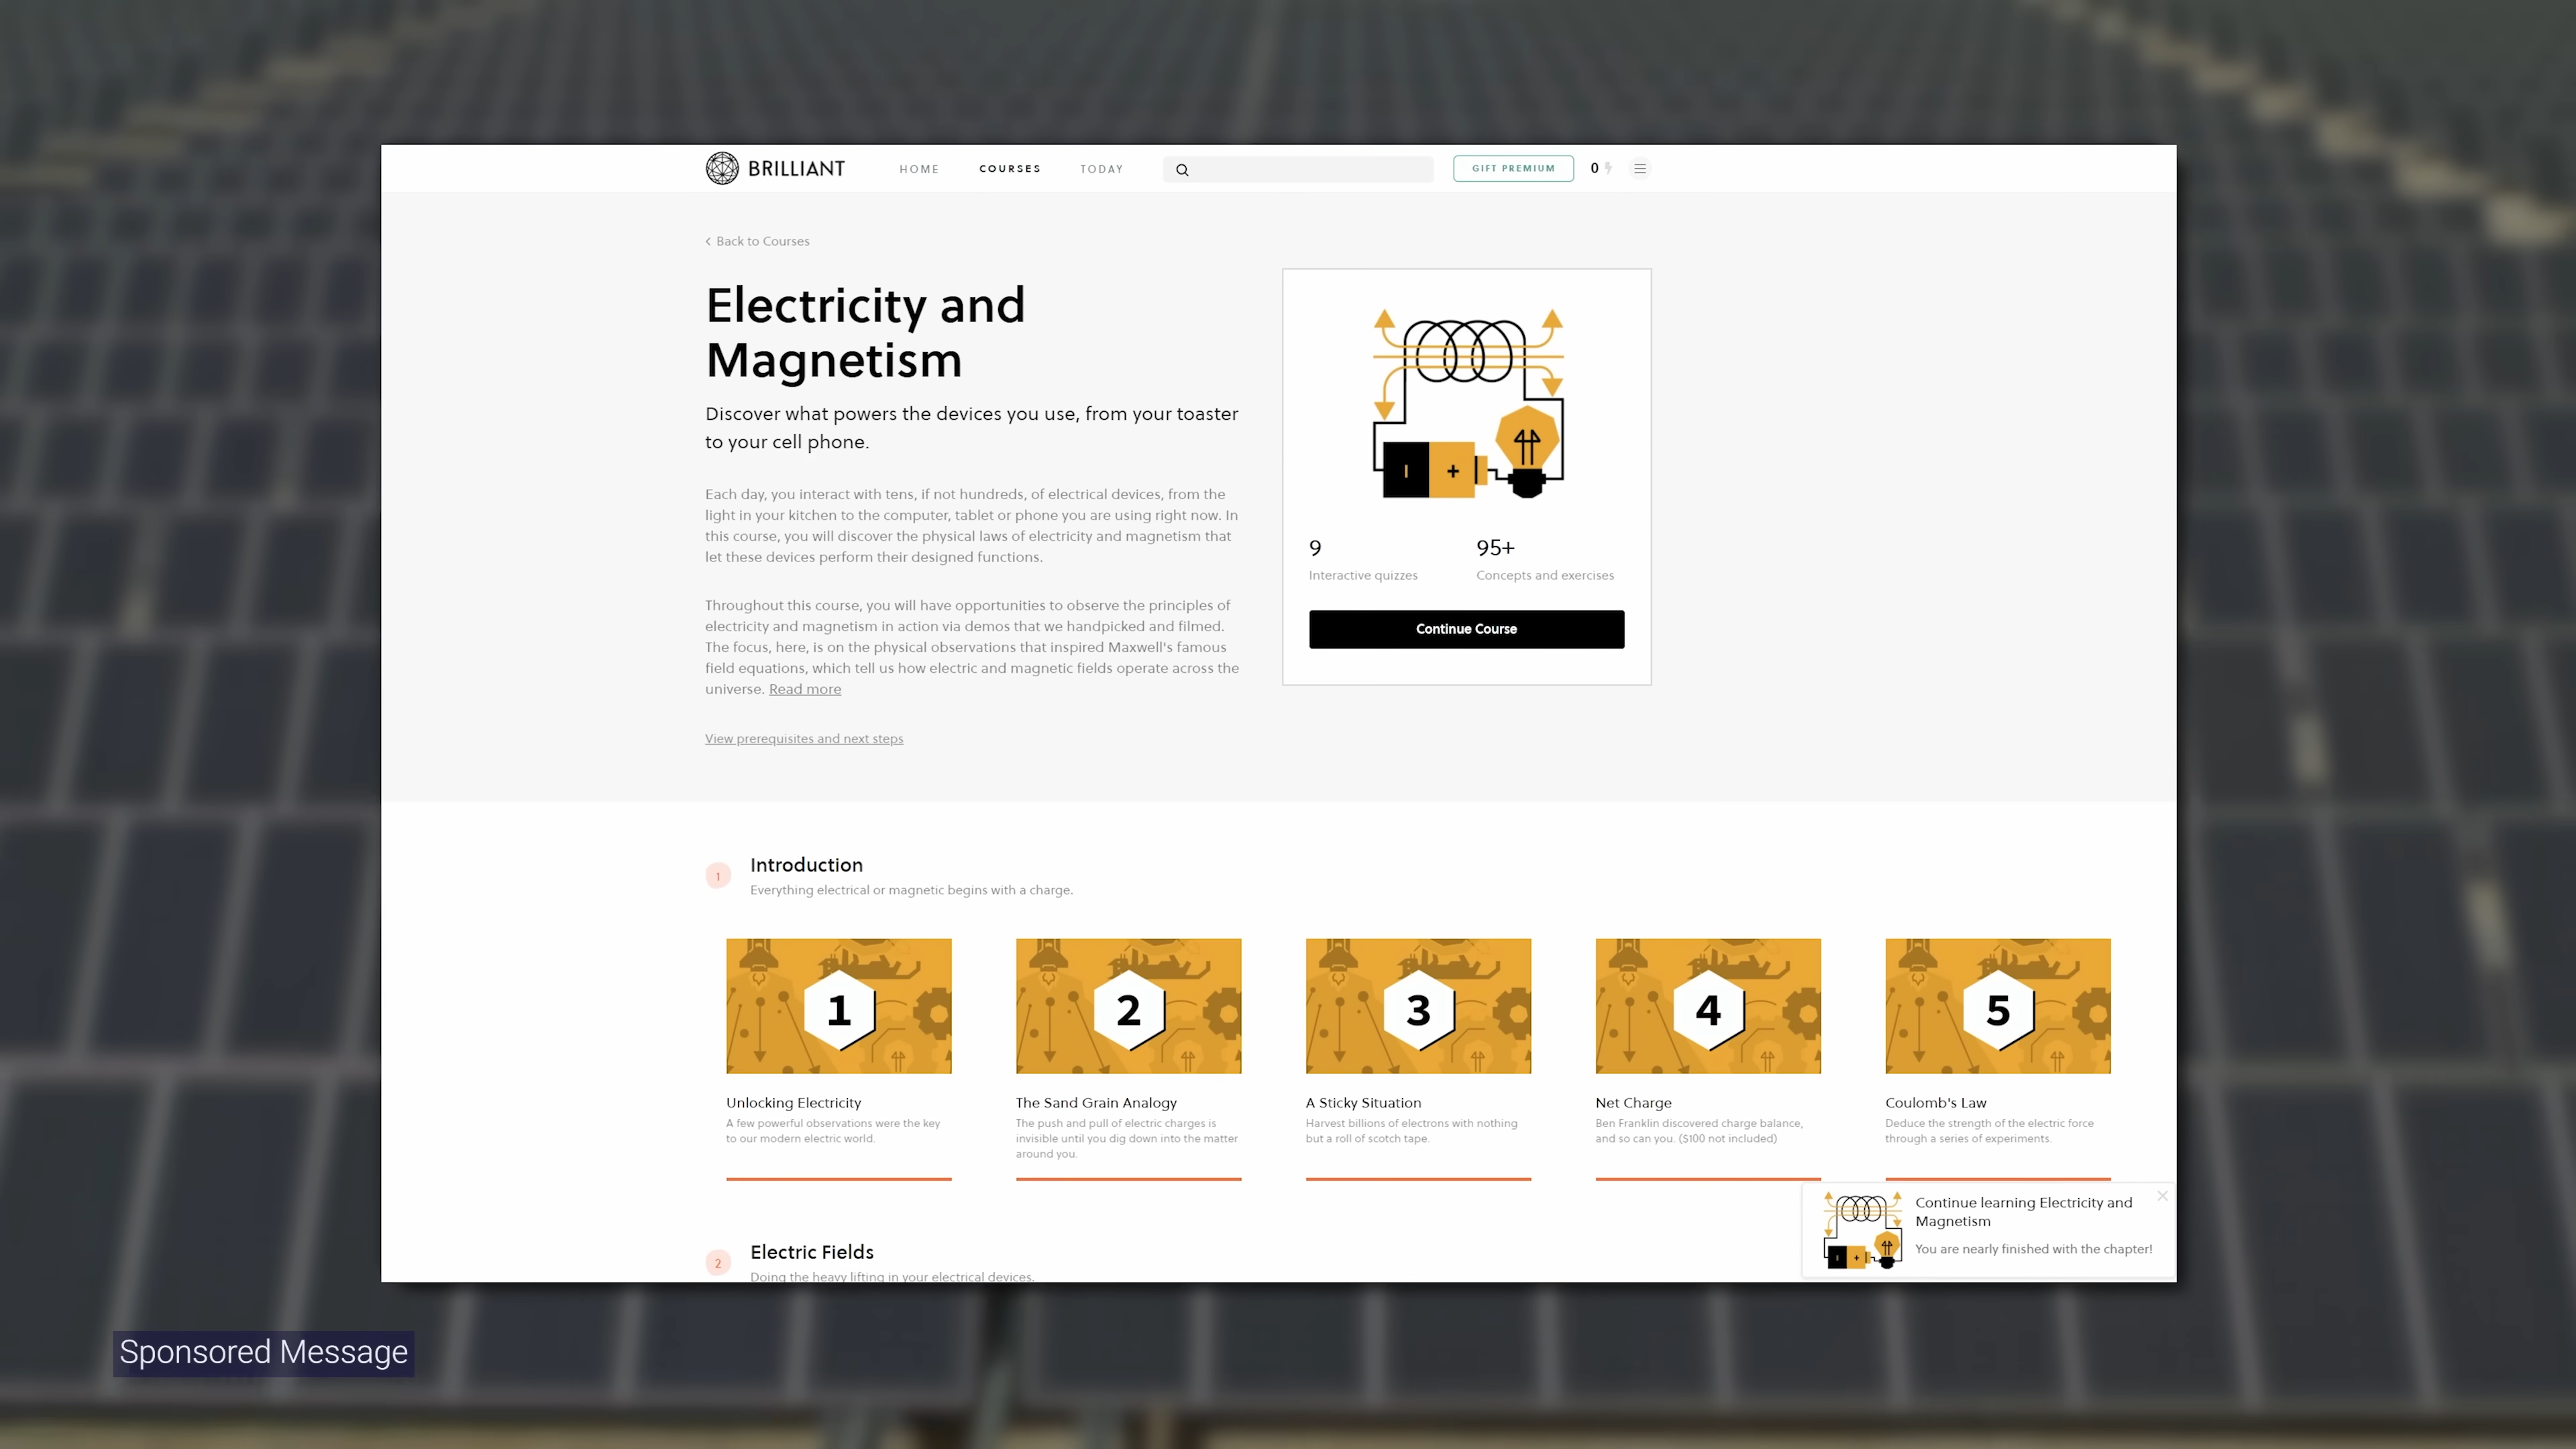 BRILLIANT
HOME COURSES TODAY
GIFT PREMIUM
0
Back to Courses
Electricity and
Magnetism
Discover what powers the devices you use, from your toaster
to your cell phone.
Each day, you interact with tens, if not hundreds, of electrical devices, from the
light in your kitchen to the computer, tablet or phone you are using right now. In
this course, you will discover the physical laws of electricity and magnetism that
let these devices perform their designed functions.
Throughout this course, you will have opportunities to observe the principles of
electricity and magnetism in action via demos that we handpicked and filmed.
The focus, here, is on the physical observations that inspired Maxwell's famous
field equations, which tell us how electric and magnetic fields operate across the
universe. Read more
View prerequisites and next steps
9
Interactive quizzes
95+
Concepts and exercises
Continue Course
1
Introduction
Everything electrical or magnetic begins with a charge.
1
Unlocking Electricity
A few powerful observations were the key
to our modern electric world.
2
The Sand Grain Analogy
The push and pull of electric charges is
invisible until you dig down into the matter
around you.
3
A Sticky Situation
Harvest billions of electrons with nothing
but a roll of scotch tape.
4
Net Charge
Ben Franklin discovered charge balance,
and so can you. ($100 not included)
5
Coulomb's Law
Deduce the strength of the electric force
through a series of experiments.
2
Electric Fields
Doing the heavy lifting in your electrical devices.
Continue learning Electricity and
Magnetism
You are nearly finished with the chapter!
Sponsored Message